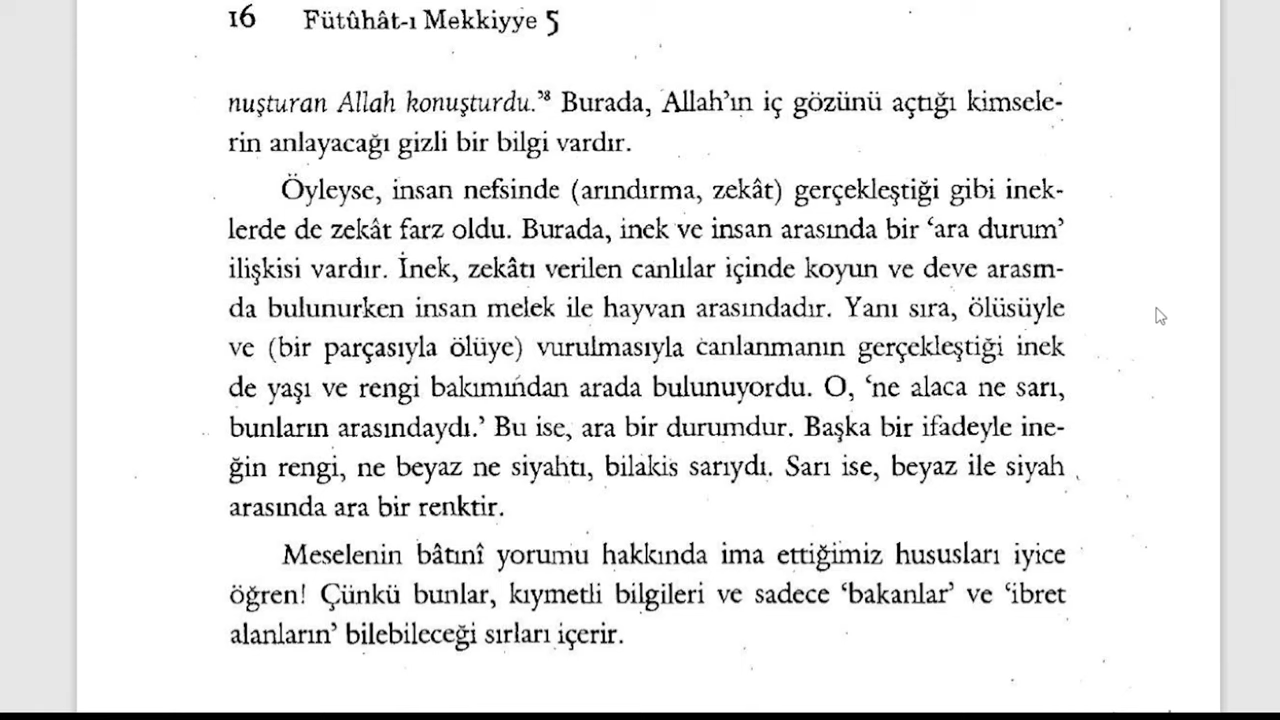 16 Fütûhât-ı Mekkiyye 5
nuşturan Allah konuşturdu.’⁸ Burada, Allah’ın iç gözünü açtığı kimsele-
rin anlayacağı gizli bir bilgi vardır.
Öyleyse, insan nefsinde (arındırma, zekât) gerçekleştiği gibi inek-
lerde de zekât farz oldu. Burada, inek ve insan arasında bir ‘ara durum’
ilişkisi vardır. İnek, zekâtı verilen canlılar içinde koyun ve deve arasın-
da bulunurken insan melek ile hayvan arasındadır. Yanı sıra, ölüsüyle
ve (bir parçasıyla ölüye) vurulmasıyla canlanmanın gerçekleştiği inek
de yaşı ve rengi bakımından arada bulunuyordu. O, ‘ne alaca ne sarı,
bunların arasındaydı.’ Bu ise, ara bir durumdur. Başka bir ifadeyle ine-
ğin rengi, ne beyaz ne siyahtı, bilakis sarıydı. Sarı ise, beyaz ile siyah
arasında ara bir renktir.
Meselenin bâtınî yorumu hakkında ima ettiğimiz hususları iyice
öğren! Çünkü bunlar, kıymetli bilgileri ve sadece ‘bakanlar’ ve ‘ibret
alanların’ bilebileceği sırları içerir.